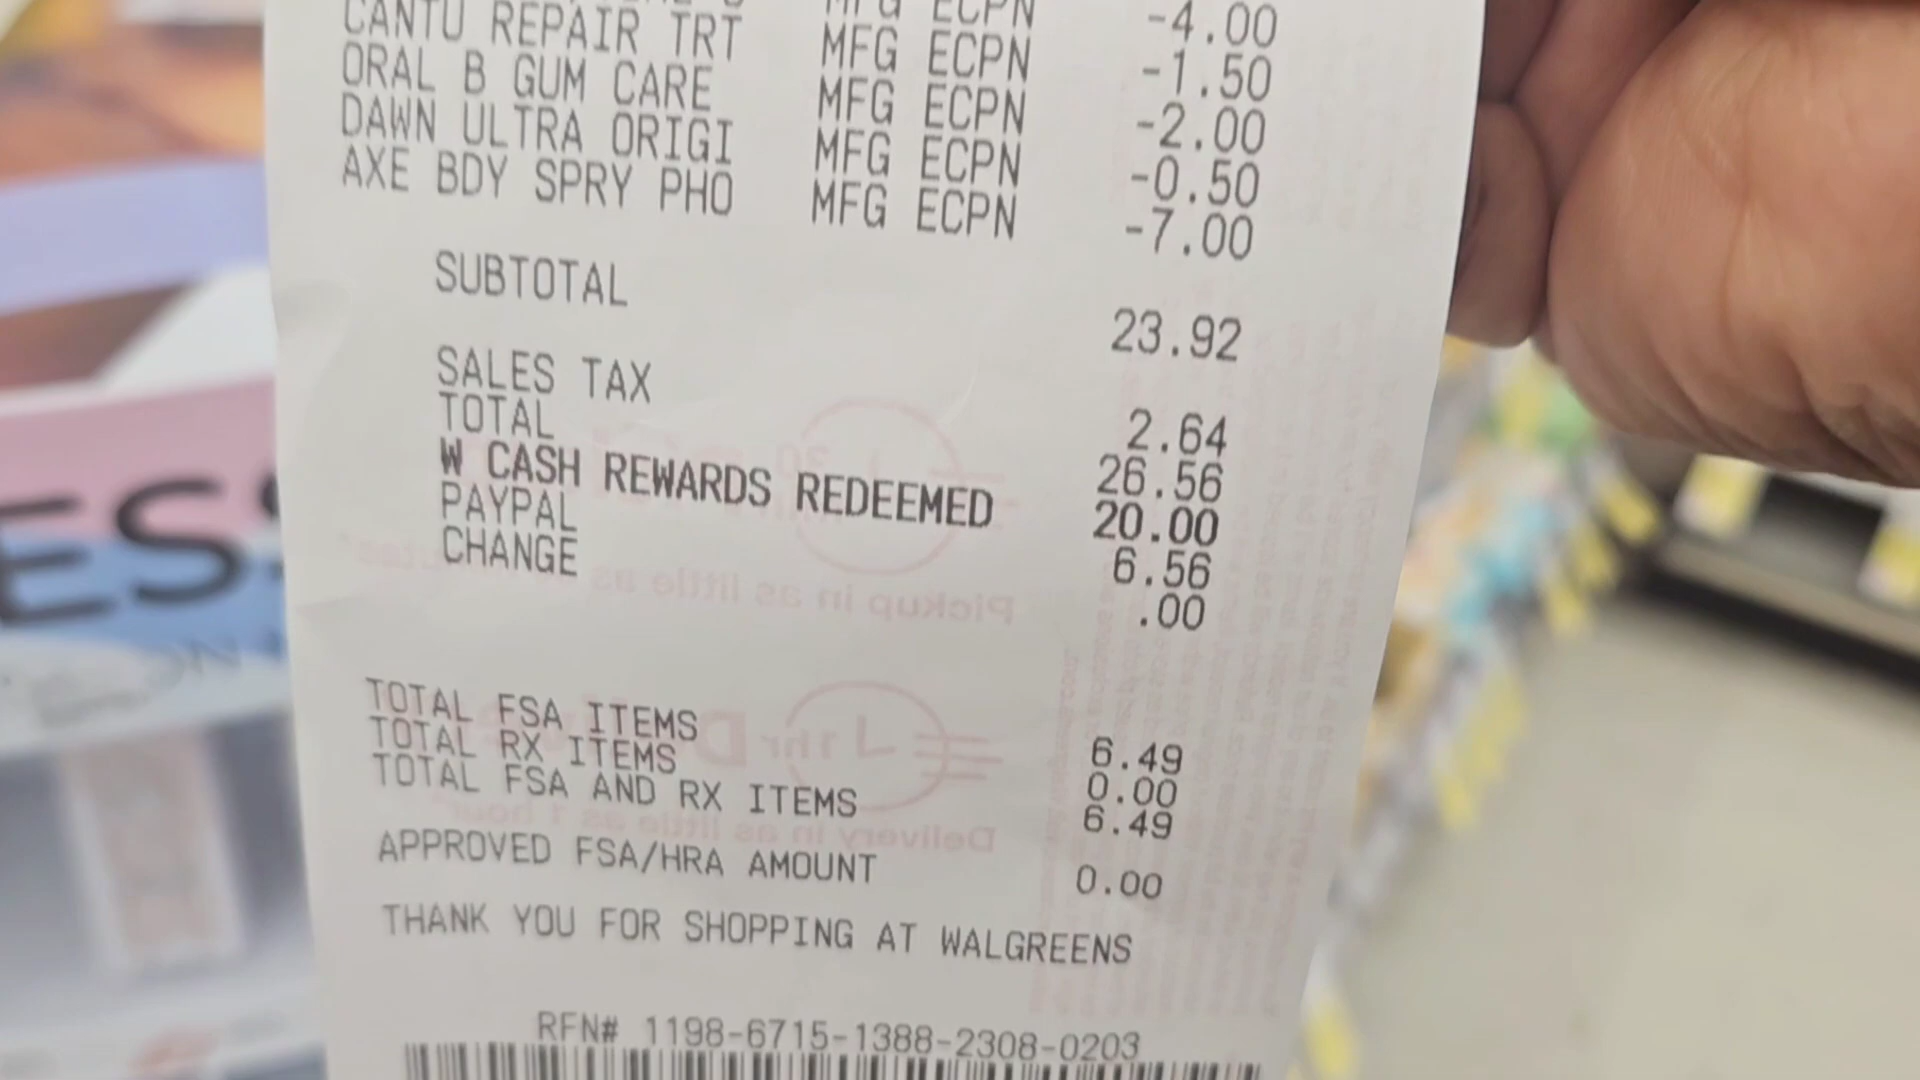 MFG ECPN -4.00
CANTU REPAIR TRT MFG ECPN -1.50
ORAL B GUM CARE MFG ECPN -2.00
DAWN ULTRA ORIGI MFG ECPN -0.50
AXE BDY SPRY PHO MFG ECPN -7.00
SUBTOTAL 23.92
SALES TAX 2.64
TOTAL 26.56
W CASH REWARDS REDEEMED 20.00
PAYPAL 6.56
CHANGE .00
TOTAL FSA ITEMS 6.49
TOTAL RX ITEMS 0.00
TOTAL FSA AND RX ITEMS 6.49
APPROVED FSA/HRA AMOUNT 0.00
THANK YOU FOR SHOPPING AT WALGREENS
RFN# 1198-6715-1388-2308-0203